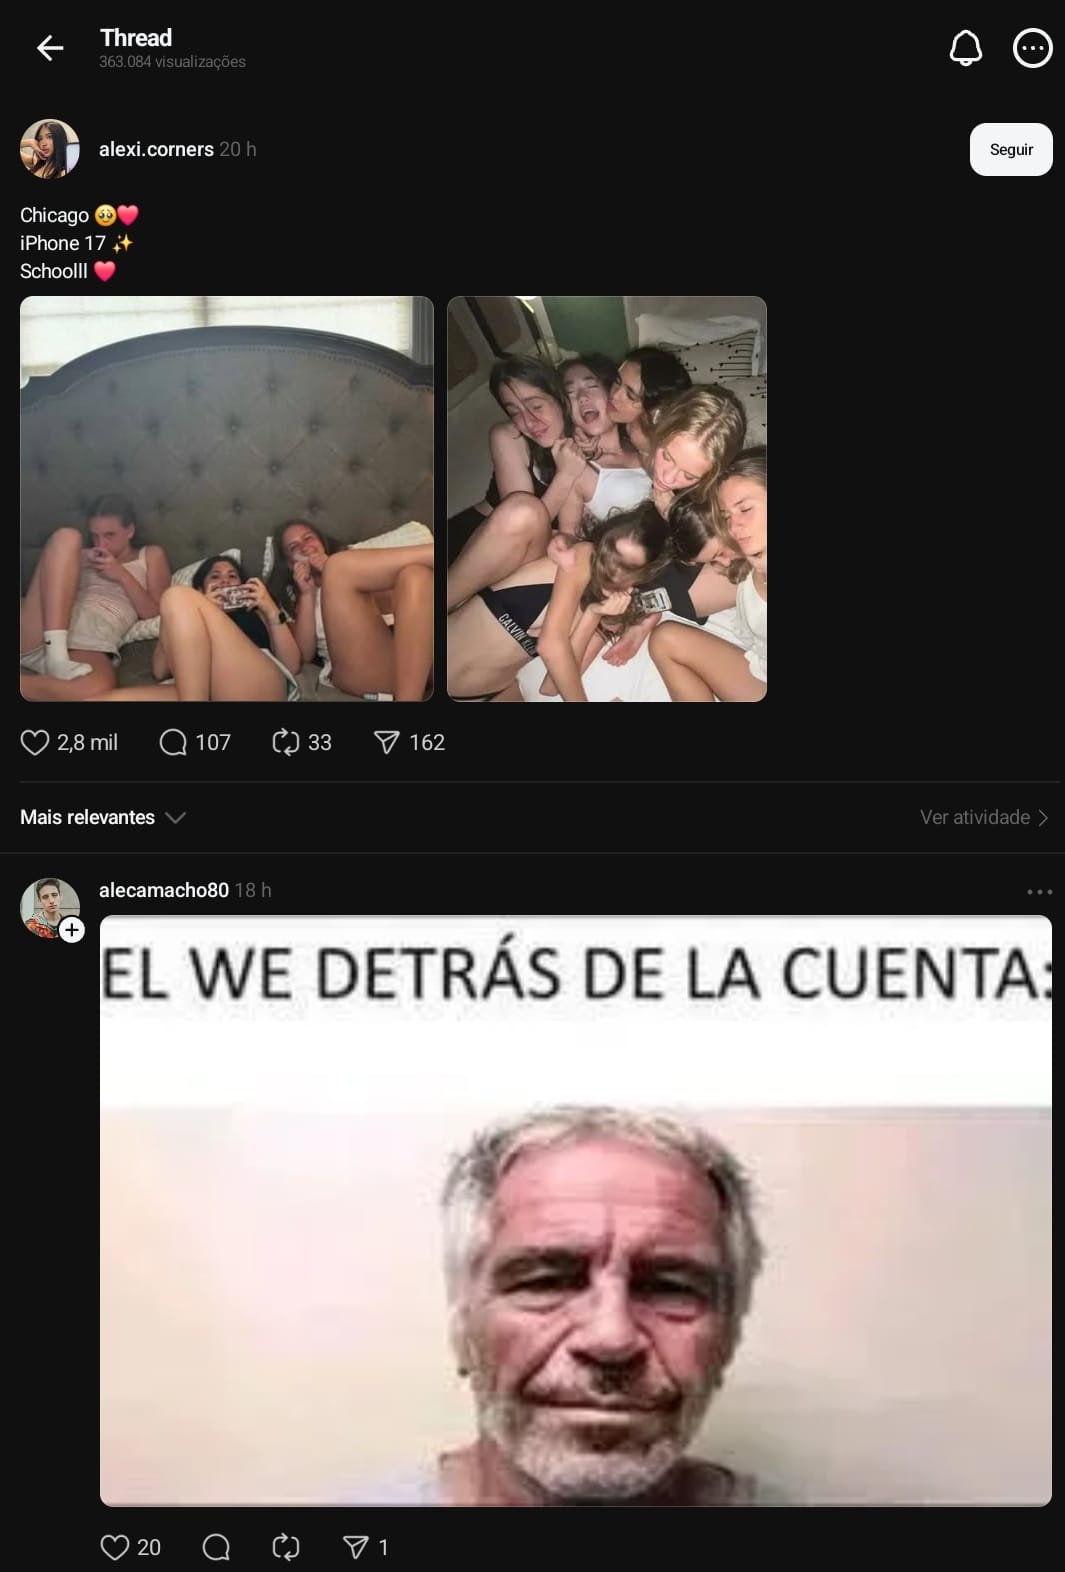 Thread
363.084 visualizações
alexi.corners 20 h
Seguir
Chicago 🥹❤️
iPhone 17 ✨
Schoolll ❤️
CALVIN
2,8 mil 107 33 162
Mais relevantes
Ver atividade
alecamacho80 18 h
EL WE DETRÁS DE LA CUENTA:
20 1